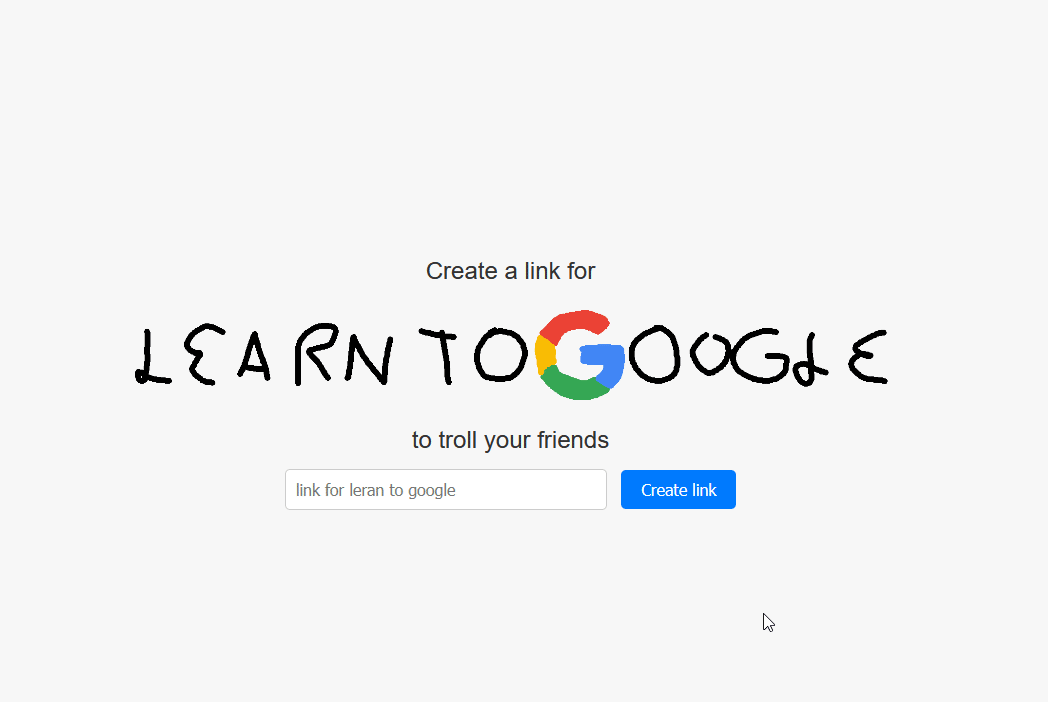 Create a link for
LEARN TO GOOGLE
to troll your friends
link for leran to google
Create link